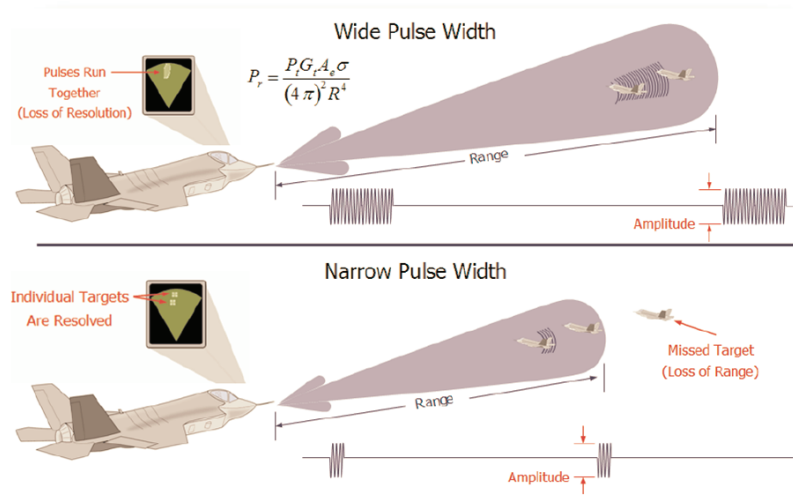 Wide Pulse Width
Pulses Run
Together
(Loss of Resolution)
P_r = P_t G_t A_e σ / (4 π)² R⁴
Range
Amplitude
Narrow Pulse Width
Individual Targets
Are Resolved
Missed Target
(Loss of Range)
Range
Amplitude